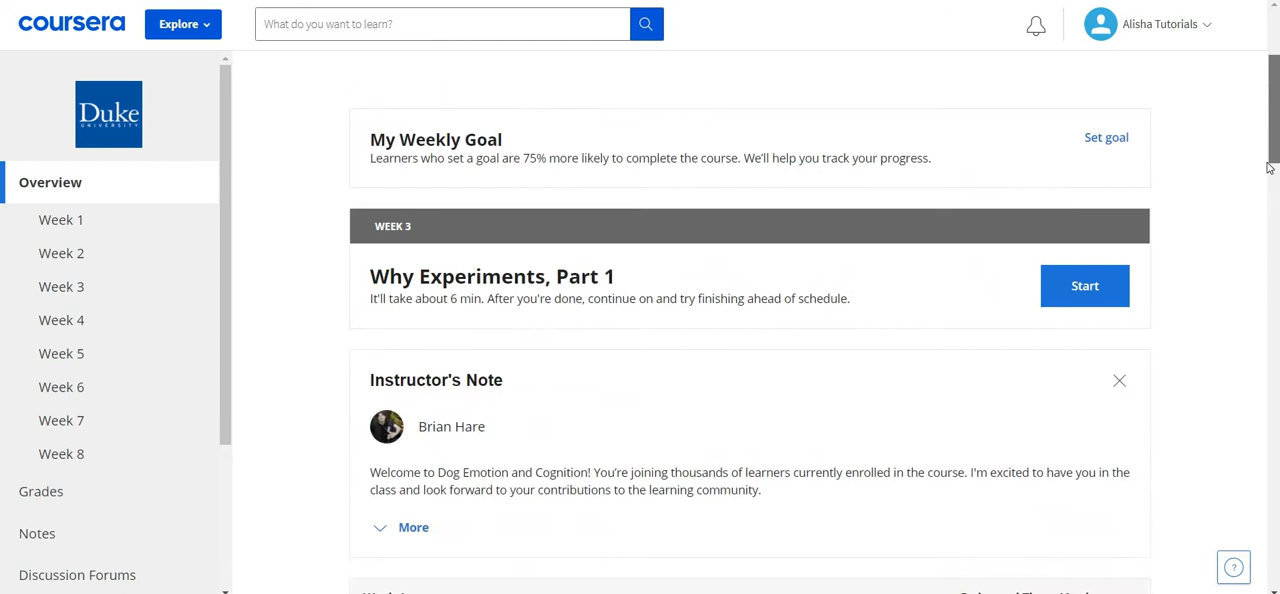 coursera
Explore
What do you want to learn?
Alisha Tutorials
Duke
UNIVERSITY
Overview
Week 1
Week 2
Week 3
Week 4
Week 5
Week 6
Week 7
Week 8
Grades
Notes
Discussion Forums
My Weekly Goal
Set goal
Learners who set a goal are 75% more likely to complete the course. We'll help you track your progress.
WEEK 3
Why Experiments, Part 1
It'll take about 6 min. After you're done, continue on and try finishing ahead of schedule.
Start
Instructor's Note
Brian Hare
Welcome to Dog Emotion and Cognition! You're joining thousands of learners currently enrolled in the course. I'm excited to have you in the
class and look forward to your contributions to the learning community.
More
?